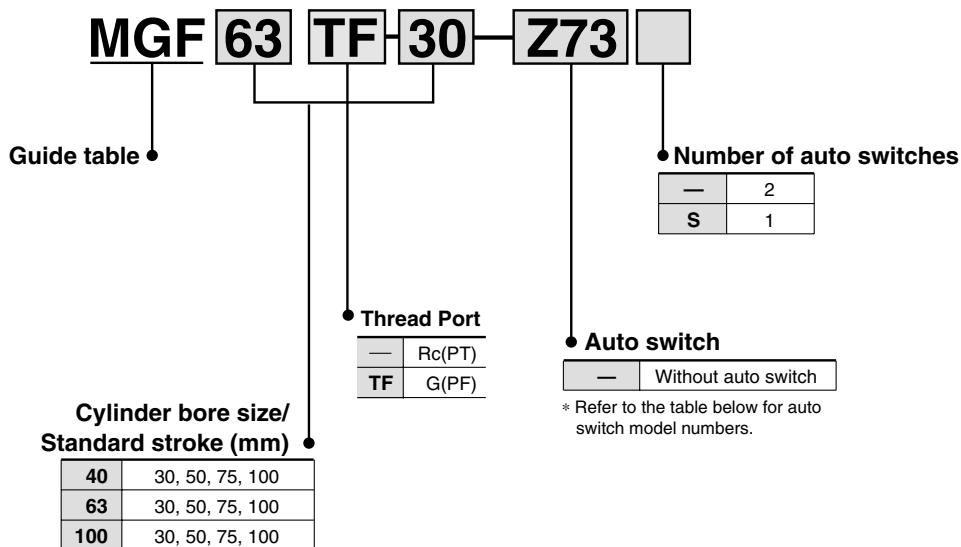 MGF 63 TF-30-Z73
Guide table
Number of auto switches
— 2
S 1
Thread Port
— Rc(PT)
TF G(PF)
Auto switch
— Without auto switch
* Refer to the table below for auto
switch model numbers.
Cylinder bore size/
Standard stroke (mm)
40 30, 50, 75, 100
63 30, 50, 75, 100
100 30, 50, 75, 100